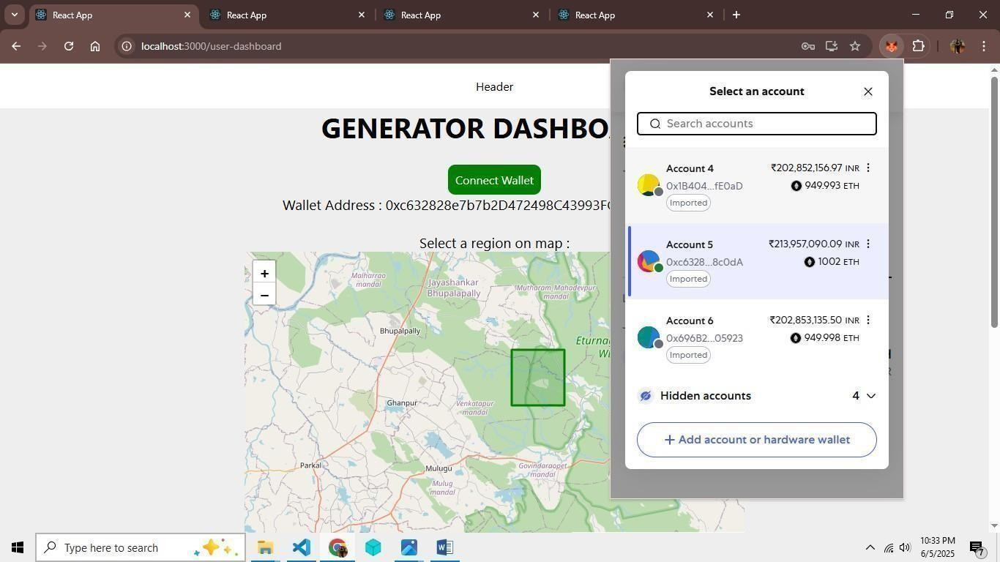 React App
React App
React App
React App
localhost:3000/user-dashboard
Header
GENERATOR DASHBO
Connect Wallet
Wallet Address : 0xc632828e7b7b2D472498C43993F
Select a region on map :
+
−
Malharrao
mandal
Jayashankar
Bhupalapally
Mutharam_Mahadevpur
mandal
Bhupalpally
Eturna
Wi
Ghanpur
Venkatapur
mandal
Parkal
Mulugu
Mulug
mandal
Govindaraopet
mandal
Select an account
Search accounts
Account 4 ₹202,852,156.97 INR
0x1B404...fE0aD 949.993 ETH
Imported
Account 5 ₹213,957,090.09 INR
0xc6328...8c0dA 1002 ETH
Imported
Account 6 ₹202,853,135.50 INR
0x696B2...05923 949.998 ETH
Imported
Hidden accounts 4
+ Add account or hardware wallet
Type here to search
10:33 PM
6/5/2025
7